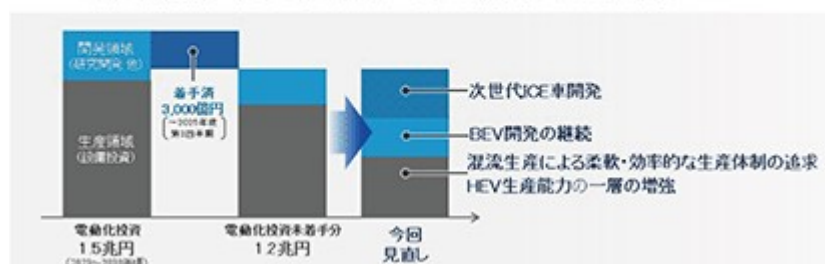 開発領域
(研究開発 他)
着手済
3,000億円
生産領域
(設備投資)
次世代ICE車開発
BEV開発の継続
混流生産による柔軟・効率的な生産体制の追求
HEV生産能力の一層の増強
電動化投資
1.5兆円
電動化投資未着手分
1.2兆円
今回
見直し